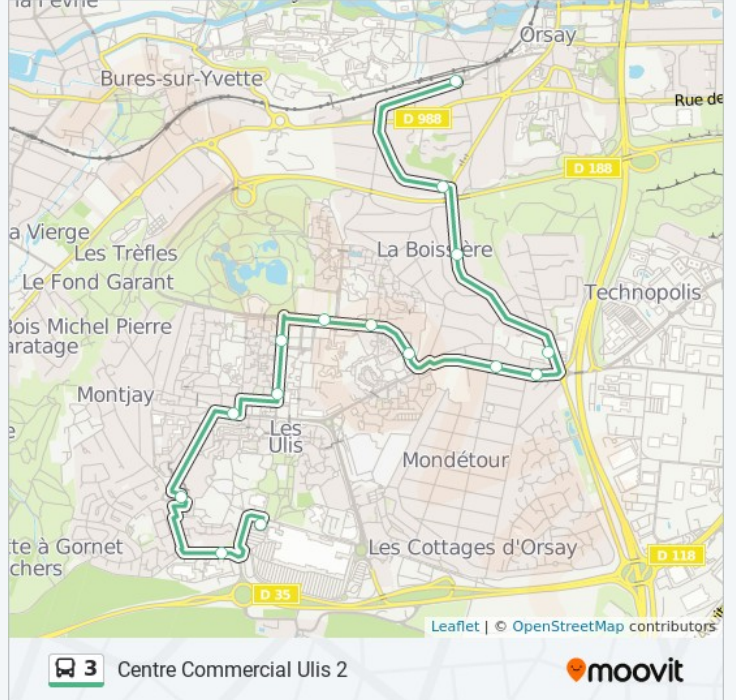 la Fèvre
Orsay
Bures-sur-Yvette
Rue de
D 988
D 188
a Vierge
Les Trèfles
La Boissière
Le Fond Garant
Technopolis
Bois Michel Pierre
aratage
Montjay
Les
Ulis
Mondétour
tte à Gornet
chers
Les Cottages d'Orsay
D 118
D 35
Leaflet | © OpenStreetMap contributors
3 Centre Commercial Ulis 2
moovit